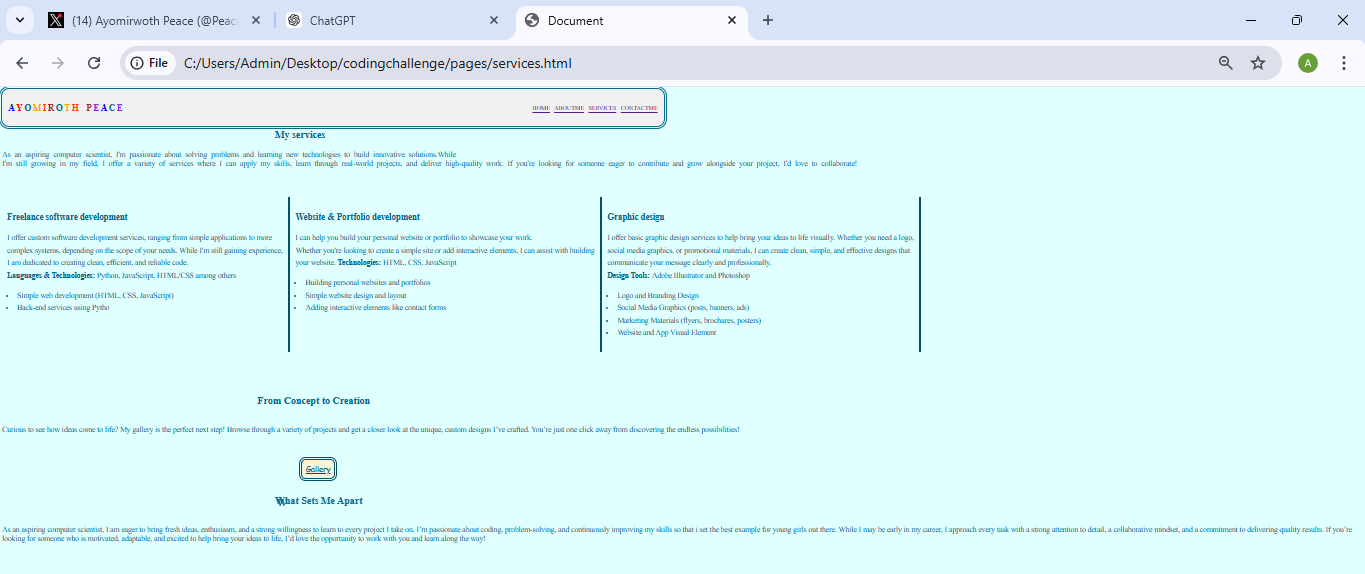 (14) Ayomirwoth Peace (@Peac
ChatGPT
Document
File
C:/Users/Admin/Desktop/codingchallenge/pages/services.html
A
AYOMIROTH PEACE
HOME ABOUTME SERVICES CONTACTME
My services
As an aspiring computer scientist, I'm passionate about solving problems and learning new technologies to build innovative solutions.While
I'm still growing in my field, I offer a variety of services where I can apply my skills, learn through real-world projects, and deliver high-quality work. If you're looking for someone eager to contribute and grow alongside your project, I'd love to collaborate!
Freelance software development
I offer custom software development services, ranging from simple applications to more
complex systems, depending on the scope of your needs. While I'm still gaining experience,
I am dedicated to creating clean, efficient, and reliable code.
Languages & Technologies: Python, JavaScript, HTML/CSS among others
• Simple web development (HTML, CSS, JavaScript)
• Back-end services using Pytho
Website & Portfolio development
I can help you build your personal website or portfolio to showcase your work.
Whether you're looking to create a simple site or add interactive elements, I can assist with building
your website. Technologies: HTML, CSS, JavaScript
• Building personal websites and portfolios
• Simple website design and layout
• Adding interactive elements like contact forms
Graphic design
I offer basic graphic design services to help bring your ideas to life visually. Whether you need a logo,
social media graphics, or promotional materials, I can create clean, simple, and effective designs that
communicate your message clearly and professionally.
Design Tools: Adobe Illustrator and Photoshop
• Logo and Branding Design
• Social Media Graphics (posts, banners, ads)
• Marketing Materials (flyers, brochures, posters)
• Website and App Visual Element
From Concept to Creation
Curious to see how ideas come to life? My gallery is the perfect next step! Browse through a variety of projects and get a closer look at the unique, custom designs I've crafted. You're just one click away from discovering the endless possibilities!
Gallery
What Sets Me Apart
As an aspiring computer scientist, I am eager to bring fresh ideas, enthusiasm, and a strong willingness to learn to every project I take on. I'm passionate about coding, problem-solving, and continuously improving my skills so that i set the best example for young girls out there. While I may be early in my career, I approach every task with a strong attention to detail, a collaborative mindset, and a commitment to delivering quality results. If you're
looking for someone who is motivated, adaptable, and excited to help bring your ideas to life, I'd love the opportunity to work with you and learn along the way!